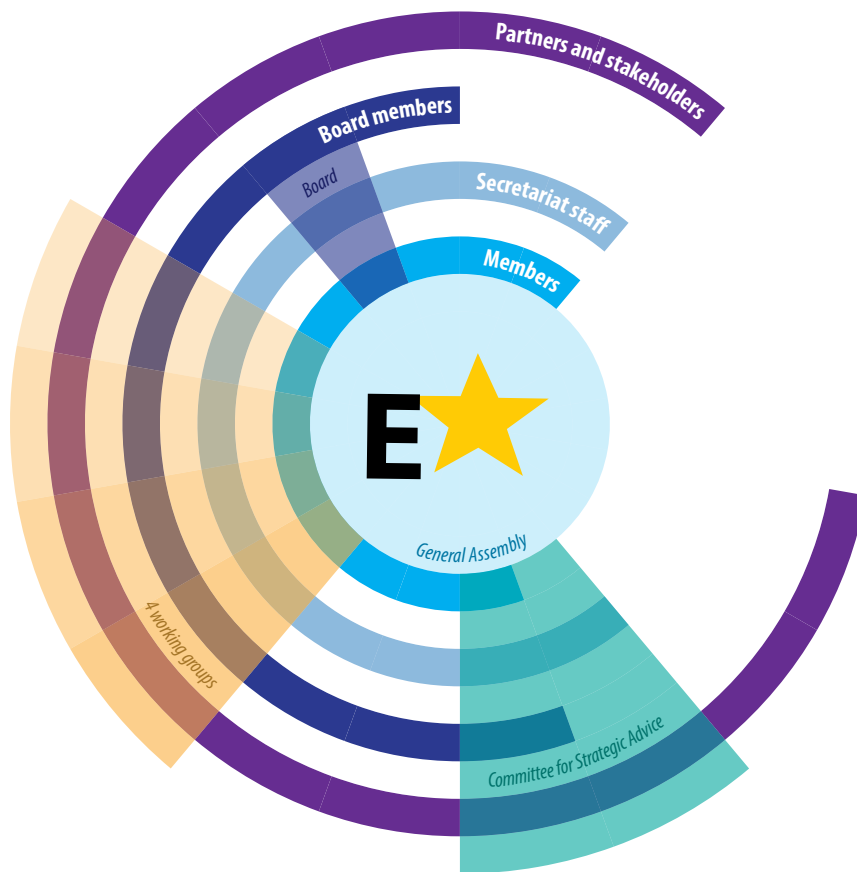 Partners and stakeholders
Board members
Board
Secretariat staff
Members
E
General Assembly
4 working groups
Committee for Strategic Advice